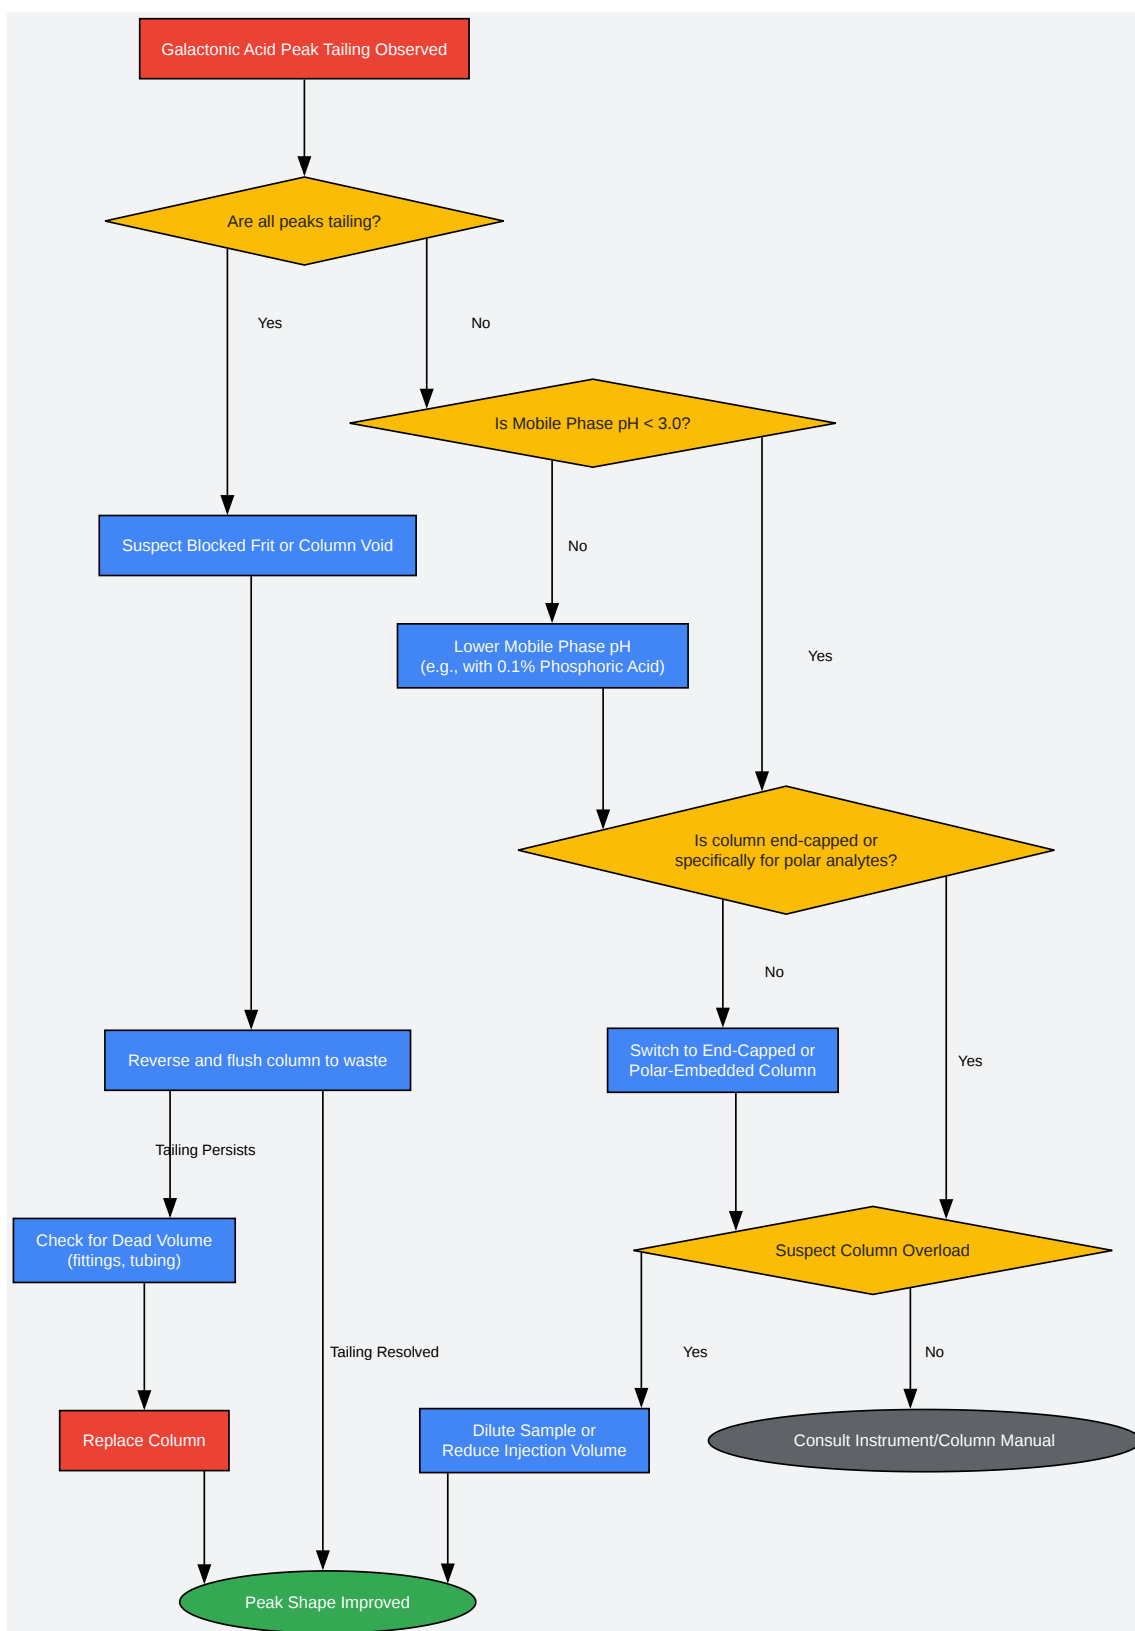 Galactonic Acid Peak Tailing Observed
Are all peaks tailing?
Yes
No
Is Mobile Phase pH < 3.0?
Suspect Blocked Frit or Column Void
No
Lower Mobile Phase pH
(e.g., with 0.1% Phosphoric Acid)
Yes
Is column end-capped or
specifically for polar analytes?
No
Reverse and flush column to waste
Switch to End-Capped or
Polar-Embedded Column
Yes
Tailing Persists
Check for Dead Volume
(fittings, tubing)
Suspect Column Overload
Tailing Resolved
Yes
No
Replace Column
Dilute Sample or
Reduce Injection Volume
Consult Instrument/Column Manual
Peak Shape Improved